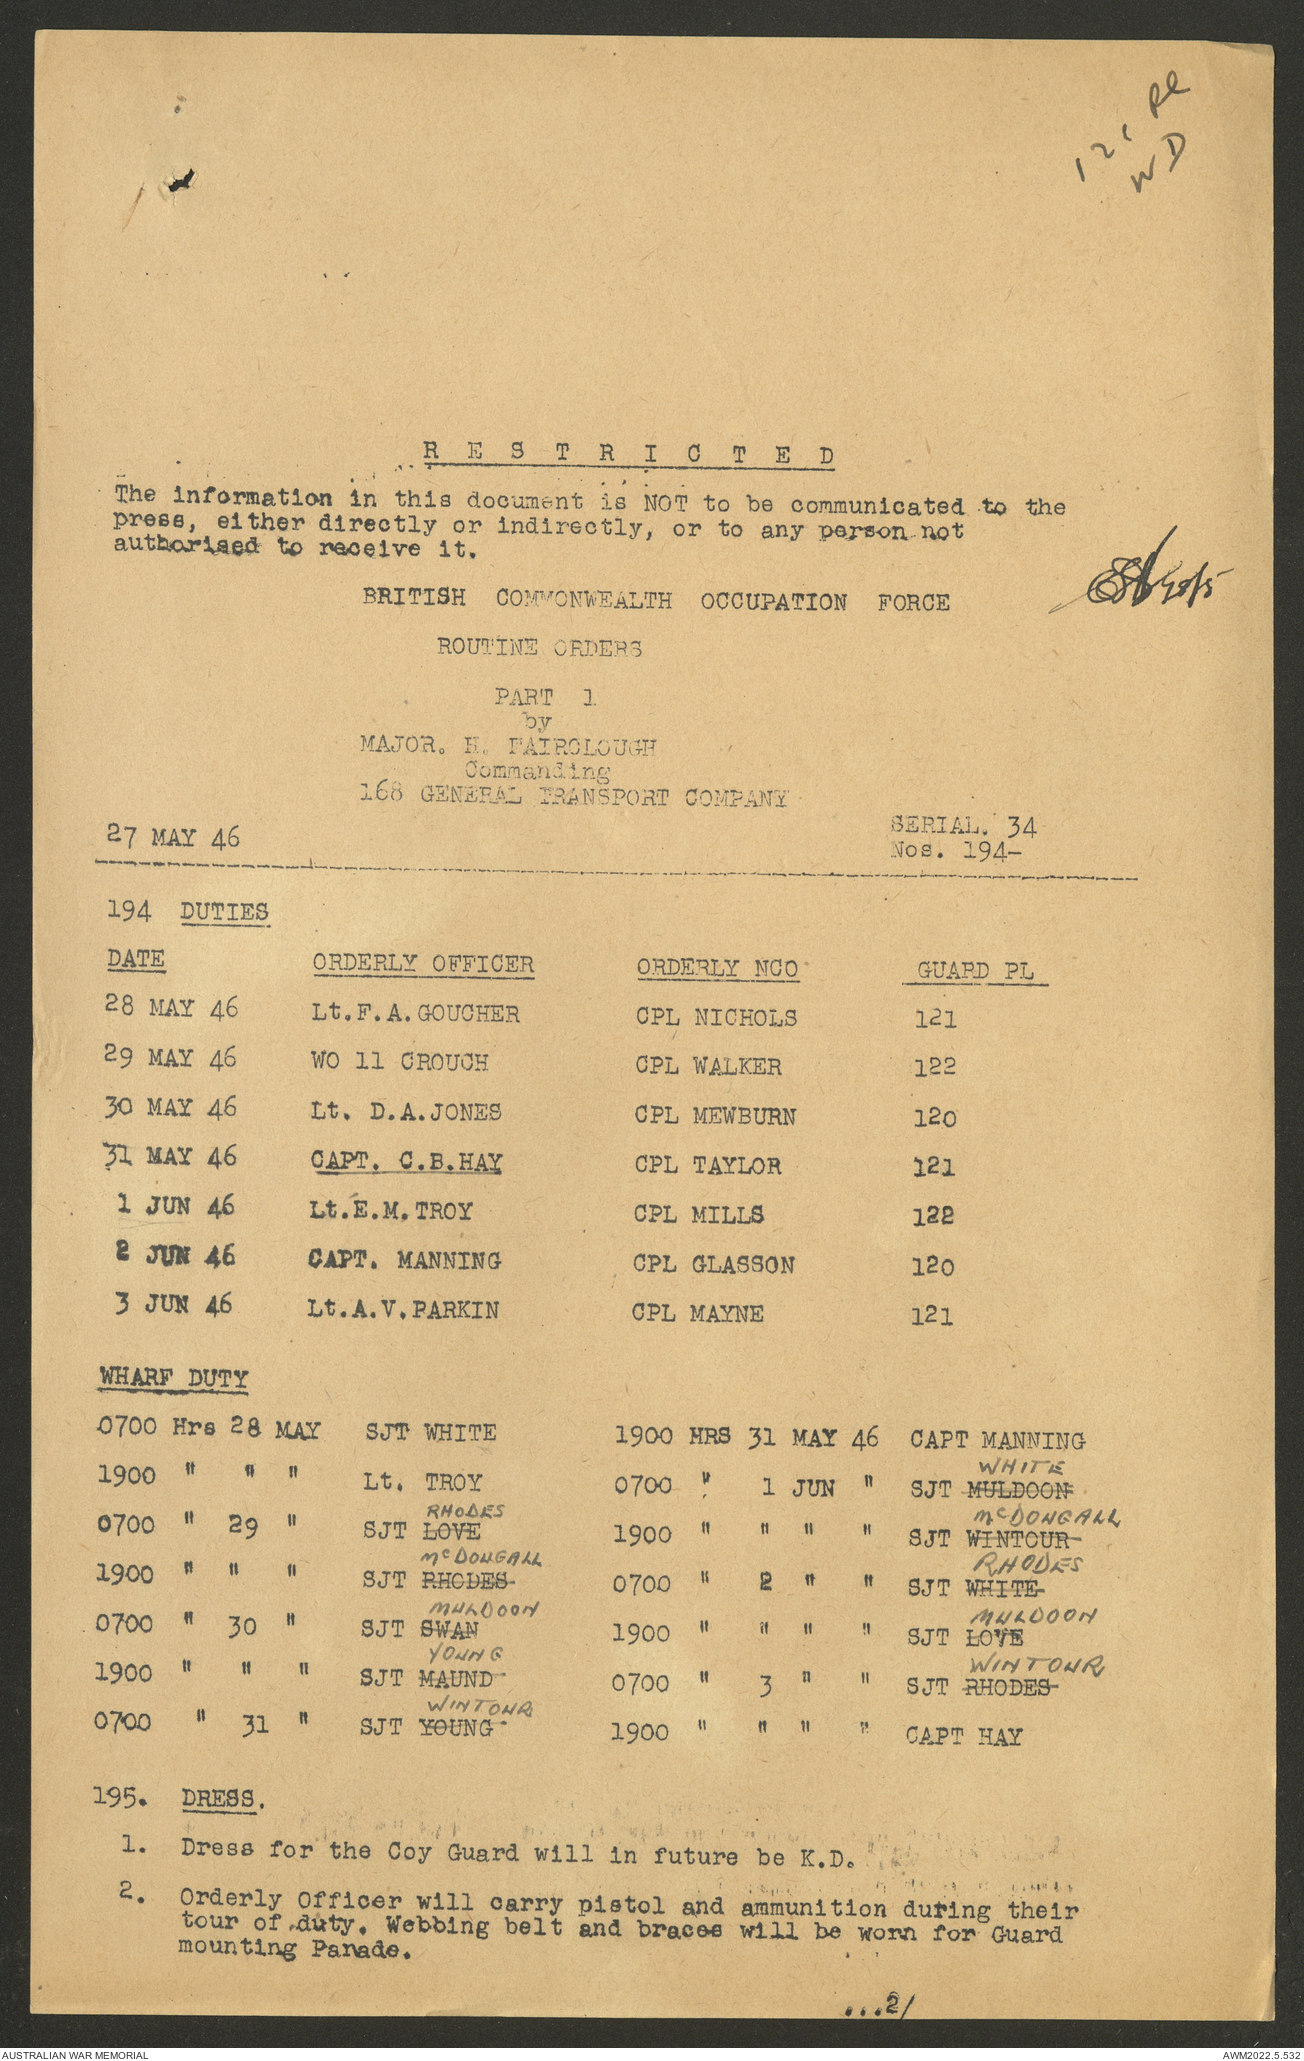 121 Pl
W D
R E S T R I C T E D
The information in this document is NOT to be communicated to the
press, either directly or indirectly, or to any person not
authorised to receive it.
BRITISH COMMONWEALTH OCCUPATION FORCE
ROUTINE ORDERS
PART 1
by
MAJOR. H. FAIRCLOUGH
Commanding
168 GENERAL TRANSPORT COMPANY
27 MAY 46
SERIAL. 34
Nos. 194-
194 DUTIES
DATE ORDERLY OFFICER ORDERLY NCO GUARD PL
28 MAY 46 Lt.F.A.GOUCHER CPL NICHOLS 121
29 MAY 46 WO 11 CROUCH CPL WALKER 122
30 MAY 46 Lt. D.A.JONES CPL MEWBURN 120
31 MAY 46 CAPT. C.B.HAY CPL TAYLOR 121
1 JUN 46 Lt.E.M.TROY CPL MILLS 122
2 JUN 46 CAPT. MANNING CPL GLASSON 120
3 JUN 46 Lt.A.V.PARKIN CPL MAYNE 121
WHARF DUTY
0700 Hrs 28 MAY SJT WHITE 1900 HRS 31 MAY 46 CAPT MANNING
WHITE
1900 " " " Lt. TROY 0700 " 1 JUN " SJT MULDOON
RHODES McDOUGALL
0700 " 29 " SJT LOVE 1900 " " " " SJT WINTOUR
McDOUGALL RHODES
1900 " " " SJT RHODES 0700 " 2 " " SJT WHITE
MULDOON MULDOON
0700 " 30 " SJT SWAN 1900 " " " " SJT LOVE
YOUNG WINTOUR
1900 " " " SJT MAUND 0700 " 3 " " SJT RHODES
WINTOUR
0700 " 31 " SJT YOUNG 1900 " " " " CAPT HAY
195. DRESS.
1. Dress for the Coy Guard will in future be K.D.
2. Orderly Officer will carry pistol and ammunition during their
tour of duty. Webbing belt and braces will be worn for Guard
mounting Parade.
...2/
AUSTRALIAN WAR MEMORIAL AWM2022.5.532